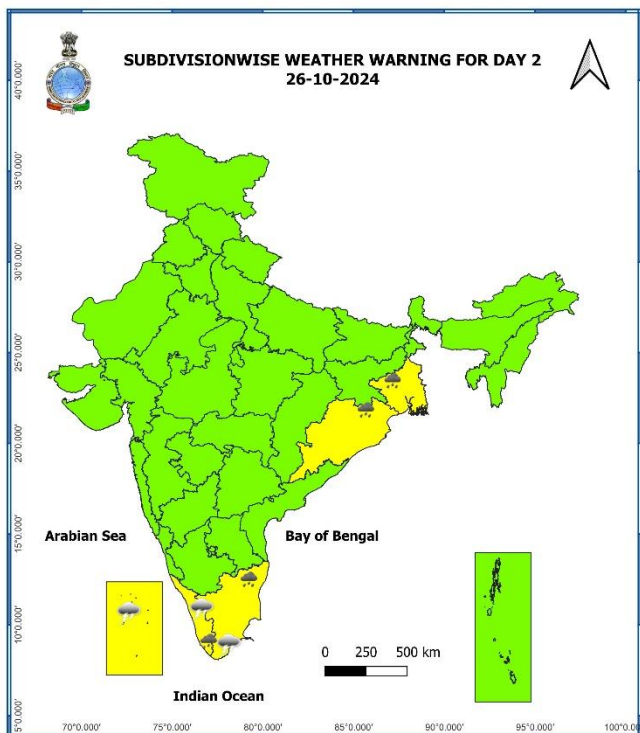 SUBDIVISIONWISE WEATHER WARNING FOR DAY 2
26-10-2024
40°0.000'
35°0.000'
30°0.000'
25°0.000'
20°0.000'
15°0.000'
10°0.000'
5°0.000'
Arabian Sea
Bay of Bengal
0 250 500 km
Indian Ocean
70°0.000' 75°0.000' 80°0.000' 85°0.000' 90°0.000' 95°0.000' 100°0.000'